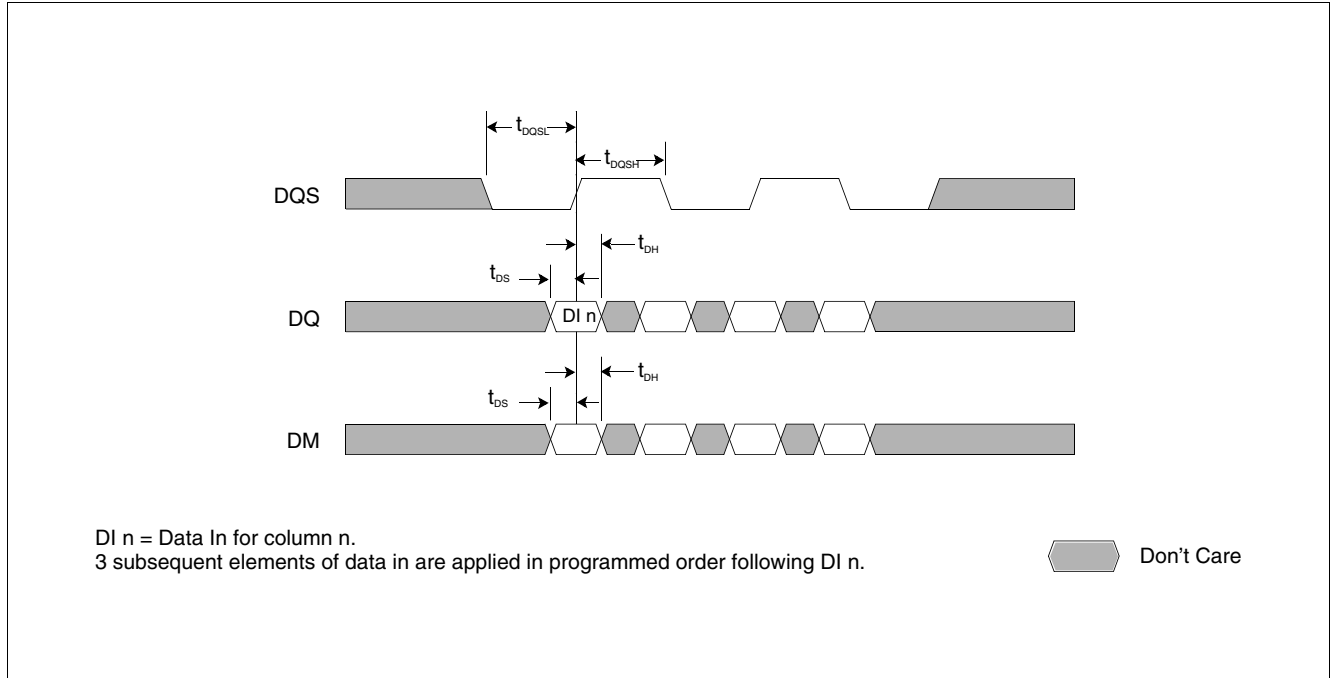 tDQSL
tDQSH
DQS
tDH
tDS
DQ
DI n
tDH
tDS
DM
DI n = Data In for column n.
3 subsequent elements of data in are applied in programmed order following DI n.
Don't Care